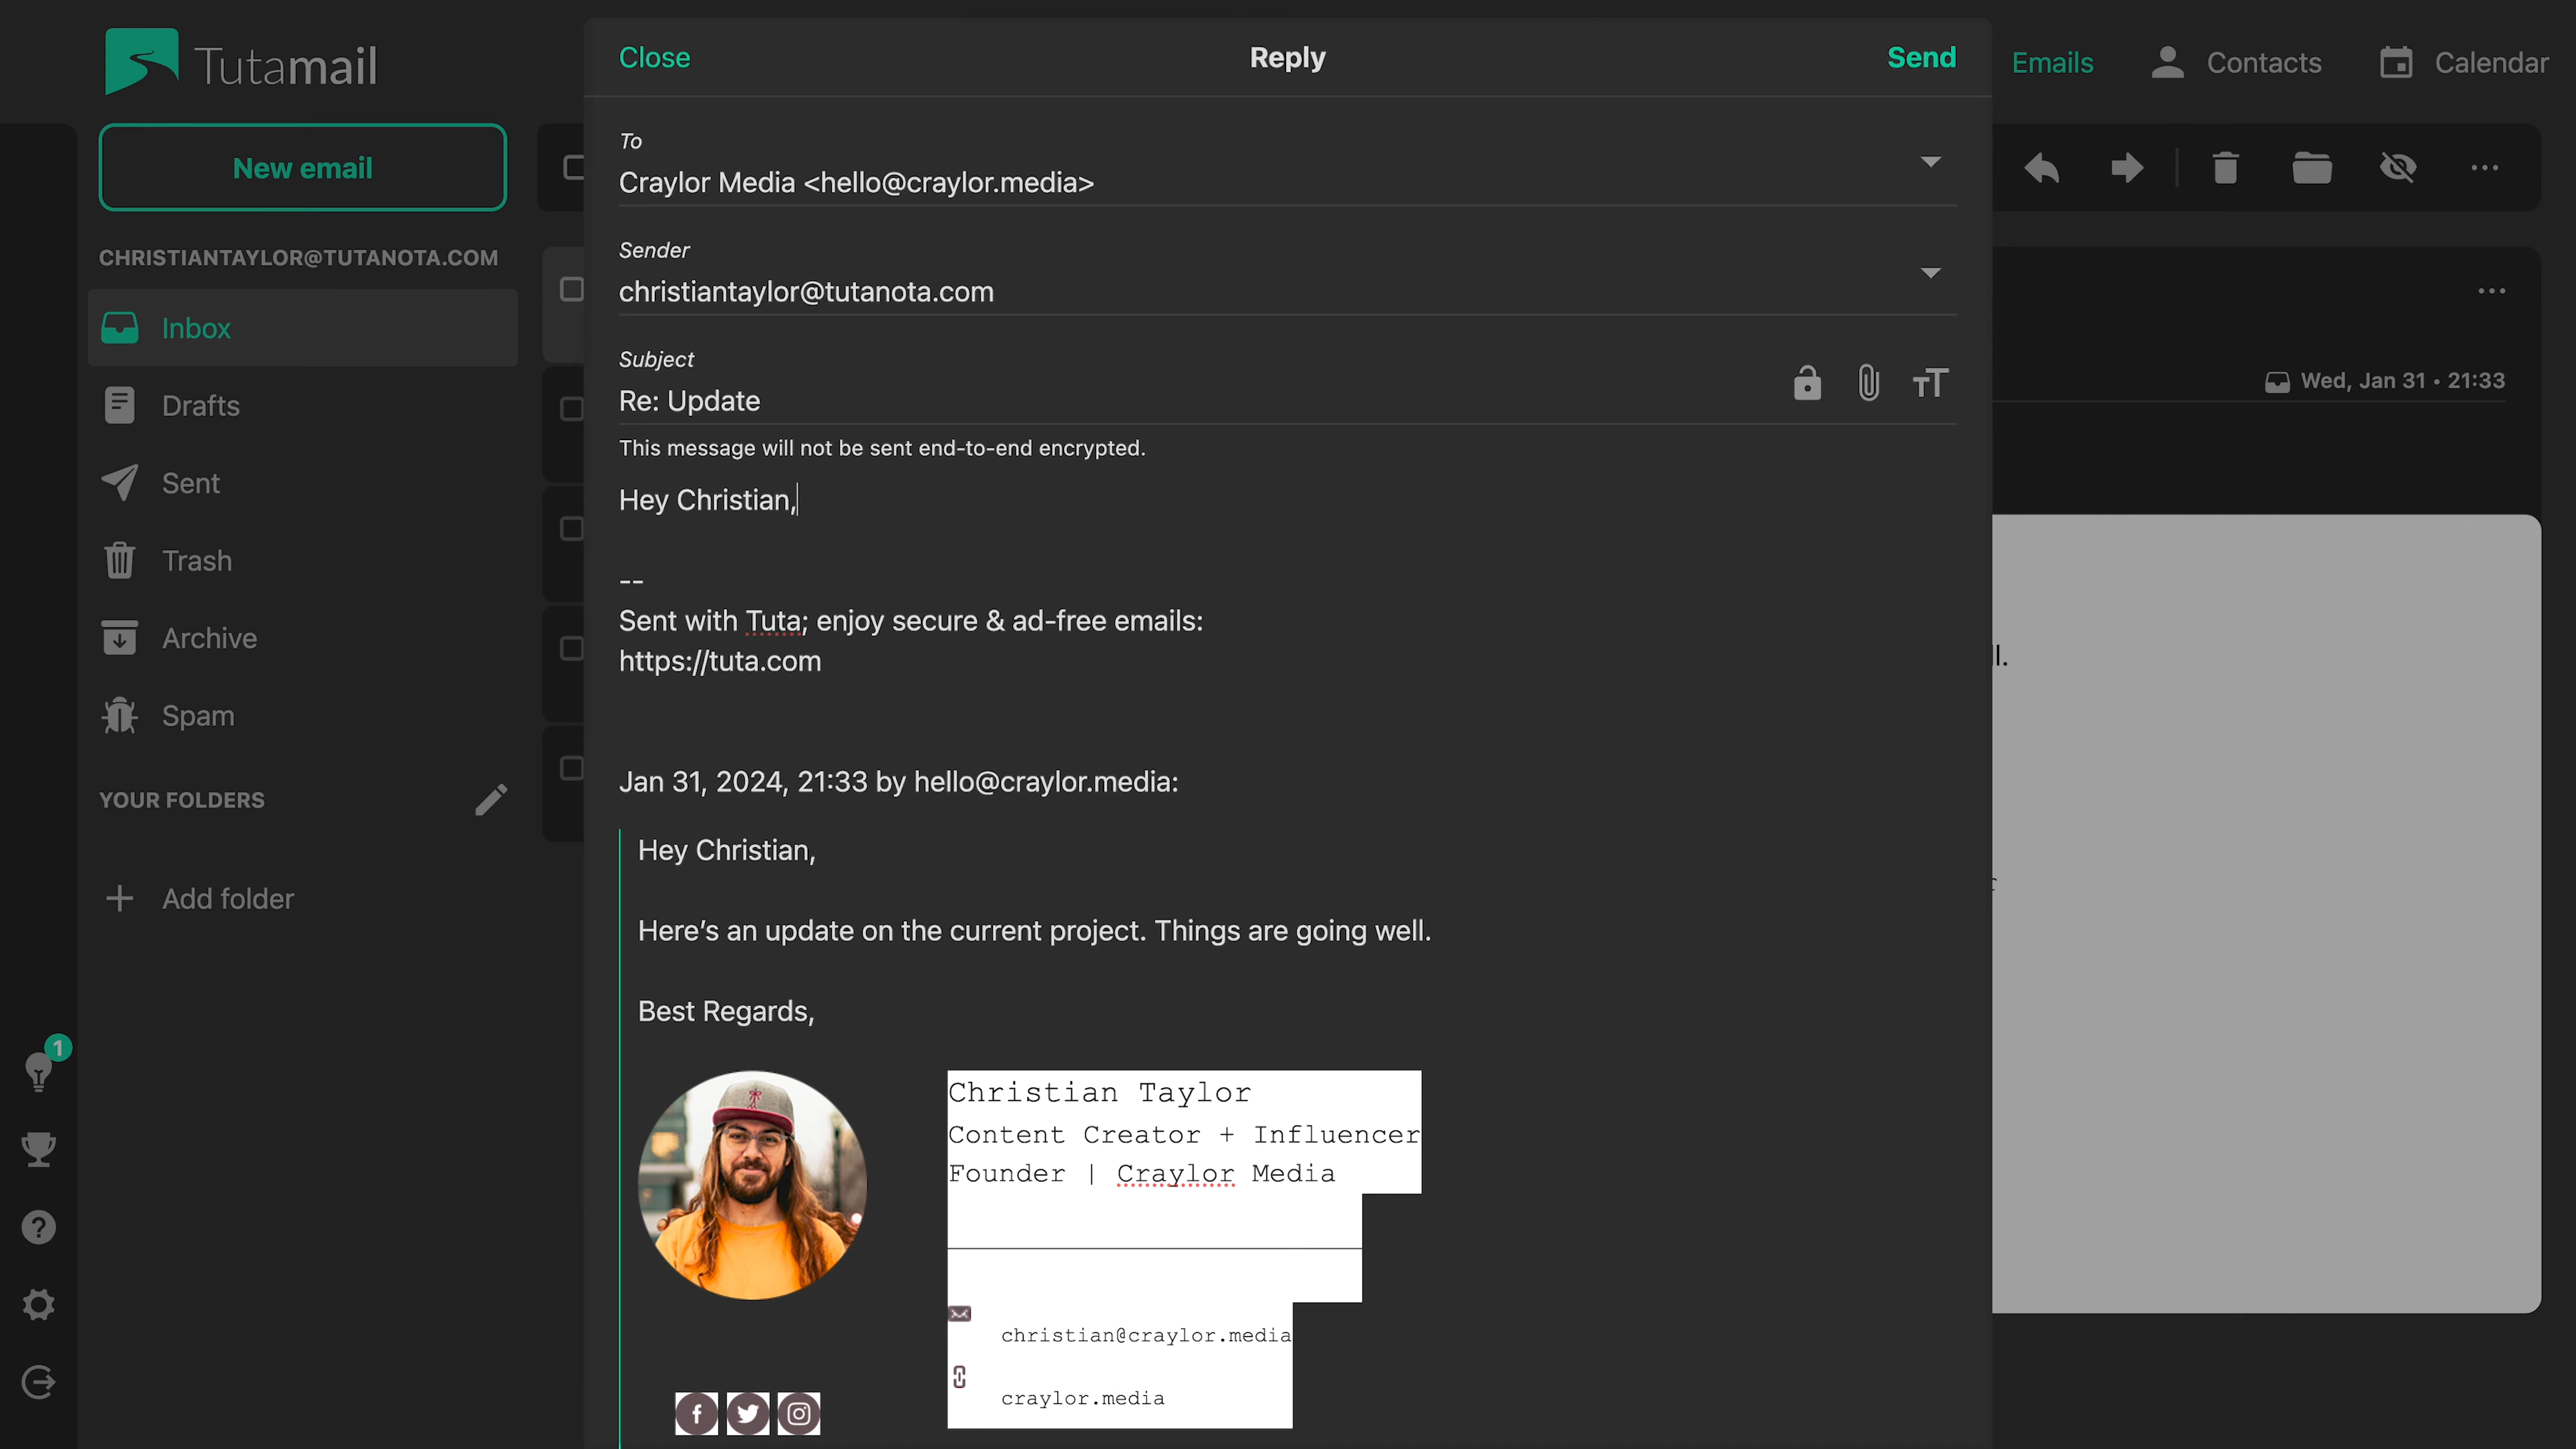 Tutamail
Close
Reply
Send
Emails
Contacts
Calendar
New email
CHRISTIANTAYLOR@TUTANOTA.COM
Inbox
Drafts
Sent
Trash
Archive
Spam
YOUR FOLDERS
Add folder
1
To
Craylor Media <hello@craylor.media>
Sender
christiantaylor@tutanota.com
Subject
Re: Update
This message will not be sent end-to-end encrypted.
Hey Christian,
--
Sent with Tuta; enjoy secure & ad-free emails:
https://tuta.com
Jan 31, 2024, 21:33 by hello@craylor.media:
Hey Christian,
Here's an update on the current project. Things are going well.
Best Regards,
Christian Taylor
Content Creator + Influencer
Founder | Craylor Media
christian@craylor.media
craylor.media
Wed, Jan 31 • 21:33